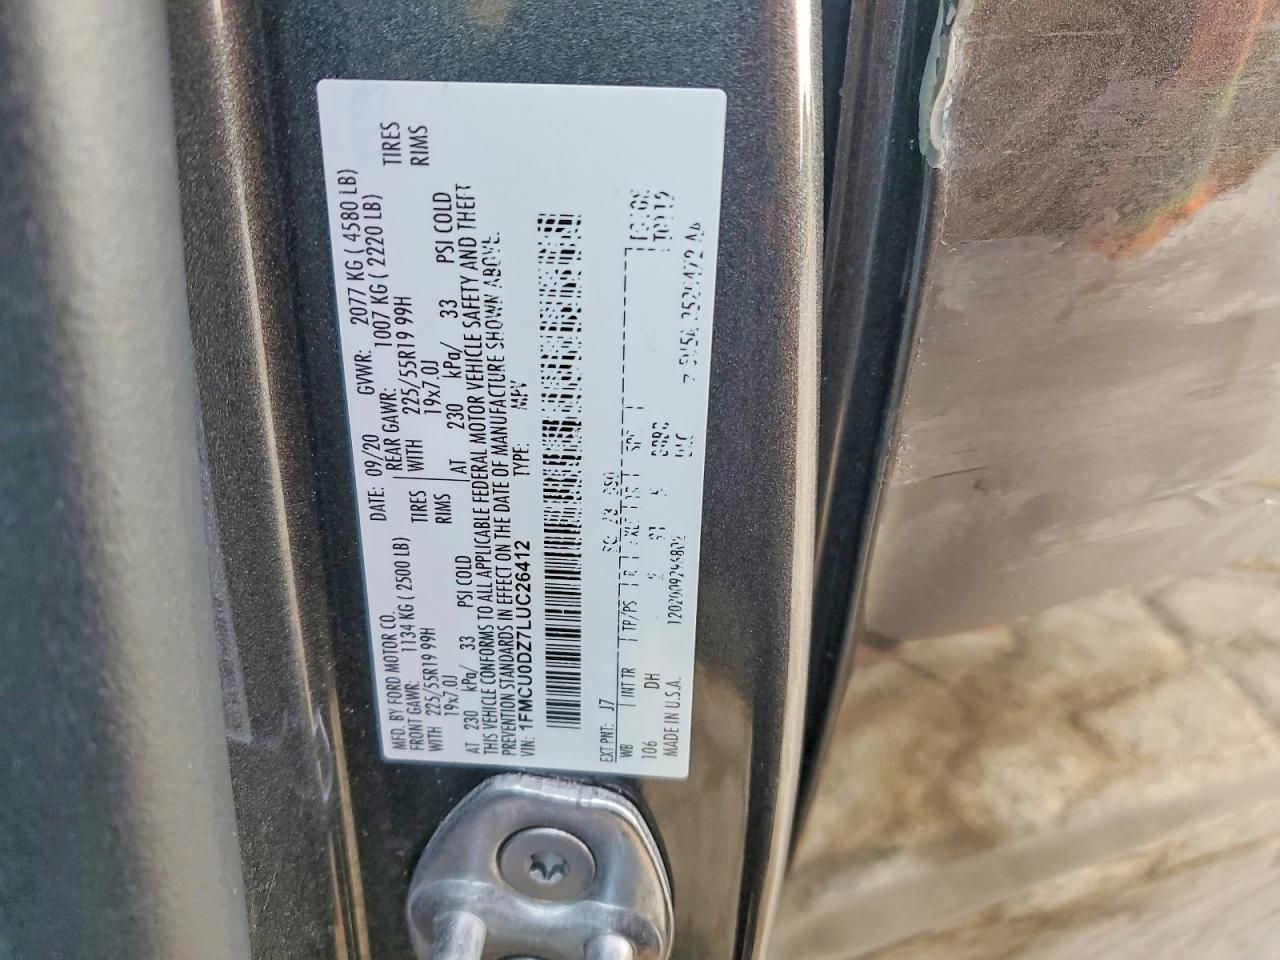 MFD. BY FORD MOTOR CO.
DATE: 09/20 GVWR: 2077 KG ( 4580 LB)
FRONT GAWR: 1134 KG ( 2500 LB)
REAR GAWR: 1007 KG ( 2220 LB)
WITH 225/55R19 99H TIRES
WITH 225/55R19 99H TIRES
19x7.0J RIMS
19x7.0J RIMS
AT 230 kPa/ 33 PSI COLD
AT 230 kPa/ 33 PSI COLD
THIS VEHICLE CONFORMS TO ALL APPLICABLE FEDERAL MOTOR VEHICLE SAFETY AND THEFT
PREVENTION STANDARDS IN EFFECT ON THE DATE OF MANUFACTURE SHOWN ABOVE.
VIN: 1FMCU0DZ7LUC26412 TYPE: MPV
EXT PNT: J7
WB INT TR TP/PS R
106 DH
MADE IN U.S.A.